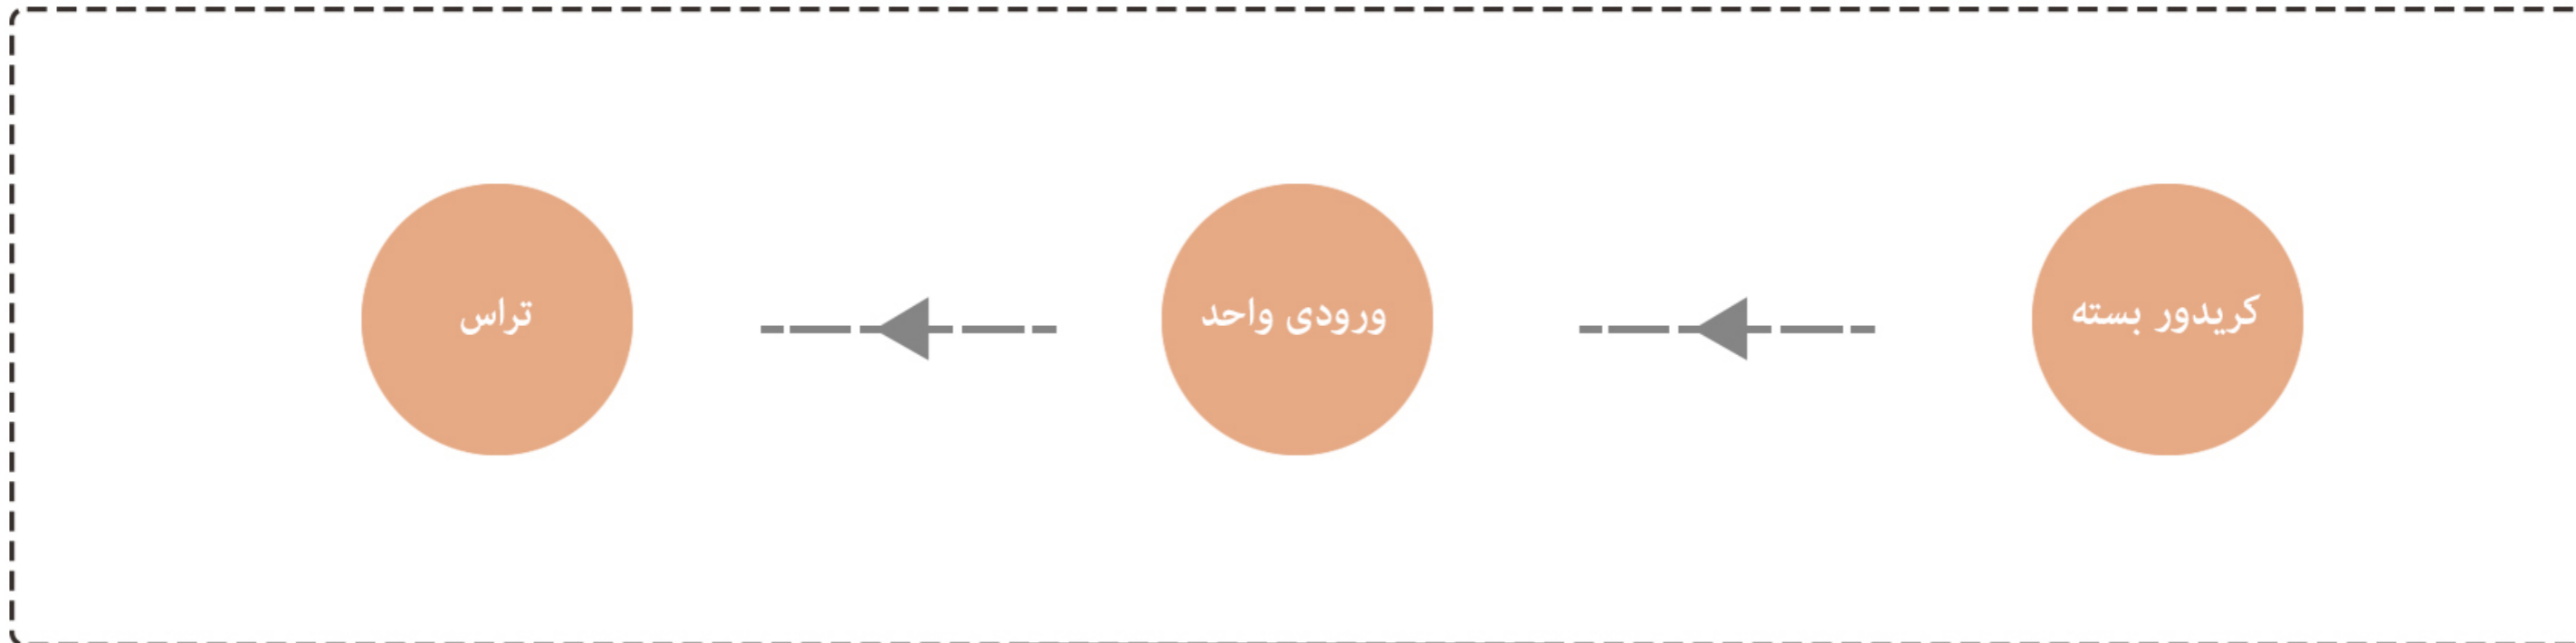 کریدور بسته
ورودی واحد
تراس